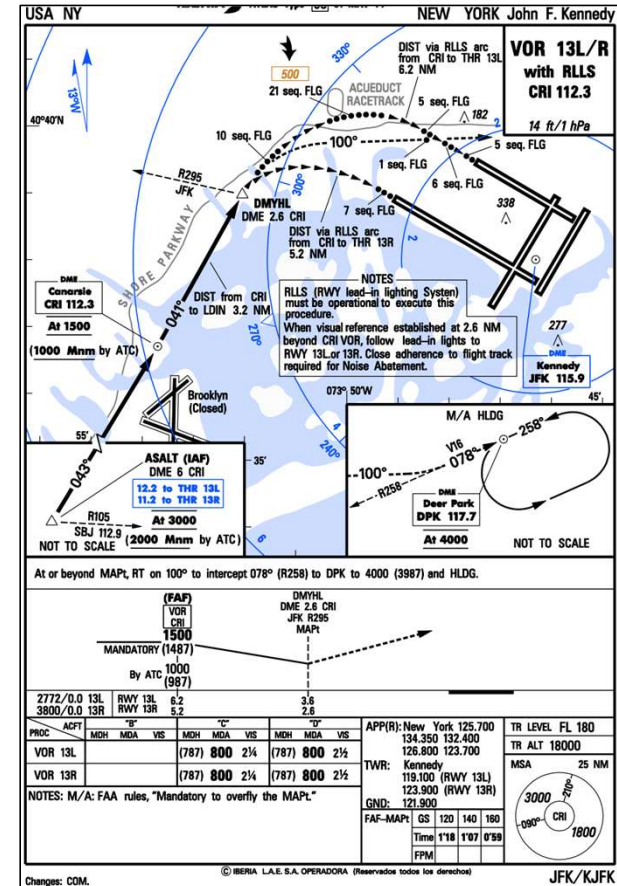 USA NY
NEW YORK John F. Kennedy
VOR 13L/R
with RLLS
CRI 112.3
14 ft/1 hPa
13°W
500
330°
DIST via RLLS arc
from CRI to THR 13L
6.2 NM
ACUEDUCT
RACETRACK
21 seq. FLG
5 seq. FLG
182
40°40'N
10 seq. FLG
100°
1 seq. FLG
5 seq. FLG
6 seq. FLG
R295
JFK
300°
DMYHL
DME 2.6 CRI
7 seq. FLG
338
2
2
DIST via RLLS arc
from CRI to THR 13R
5.2 NM
SHORE PARKWAY
DME
Canarsie
CRI 112.3
At 1500
(1000 Mnm by ATC)
041°
DIST from CRI
to LDIN 3.2 NM
270°
NOTES
RLLS (RWY lead-in lighting System)
must be operational to execute this
procedure.
When visual reference established at 2.6 NM
beyond CRI VOR, follow lead-in lights to
RWY 13L.or 13R. Close adherence to flight track
required for Noise Abatement.
277
DME
Kennedy
JFK 115.9
Brooklyn
(Closed)
073° 50'W
45'
4
240°
55'
35'
6
043°
ASALT (IAF)
DME 6 CRI
12.2 to THR 13L
11.2 to THR 13R
At 3000
(2000 Mnm by ATC)
R105
SBJ 112.9
NOT TO SCALE
M/A HLDG
V16
078°
258°
100°
R258
DME
Deer Park
DPK 117.7
At 4000
NOT TO SCALE
At or beyond MAPt, RT on 100° to intercept 078° (R258) to DPK to 4000 (3987) and HLDG.
(FAF)
VOR
CRI
1500
MANDATORY (1487)
By ATC 1000
(987)
DMYHL
DME 2.6 CRI
JFK R295
MAPt
2772/0.0 13L RWY 13L 6.2 3.6
3800/0.0 13R RWY 13R 5.2 2.6
PROC ACFT "B" "C" "D"
MDH MDA VIS MDH MDA VIS MDH MDA VIS
VOR 13L (787) 800 2¼ (787) 800 2½
VOR 13R (787) 800 2¼ (787) 800 2½
NOTES: M/A: FAA rules, "Mandatory to overfly the MAPt."
APP(R): New York 125.700
134.350 132.400
126.800 123.700
TWR: Kennedy
119.100 (RWY 13L)
123.900 (RWY 13R)
GND: 121.900
FAF-MAPt GS 120 140 160
Time 1'18 1'07 0'59
FPM
TR LEVEL FL 180
TR ALT 18000
MSA 25 NM
3000
210°
CRI
090°
1800
© IBERIA L.A.E. S.A. OPERADORA (Reservados todos los derechos)
Changes: COM.
JFK/KJFK